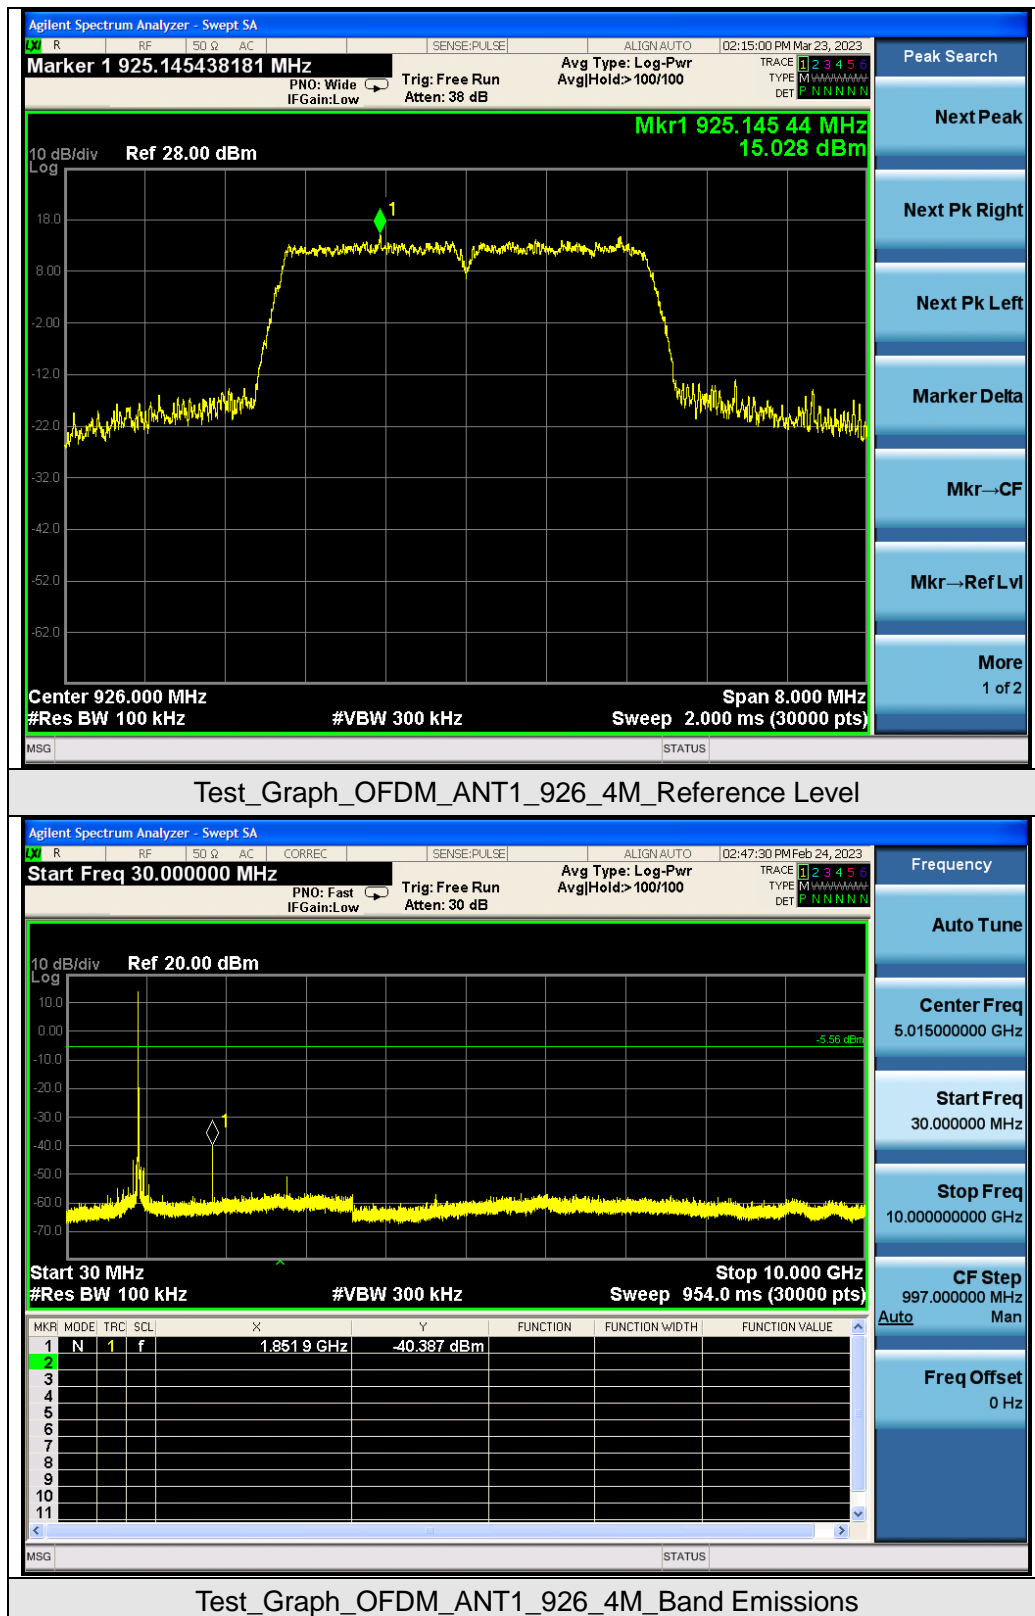 Agilent Spectrum Analyzer - Swept SA
LXI R RF 50 Ω AC SENSE:PULSE ALIGN AUTO 02:15:00 PM Mar 23, 2023
Marker 1 925.145438181 MHz
PNO: Wide
IFGain:Low
Trig: Free Run
Atten: 38 dB
Avg Type: Log-Pwr
Avg|Hold:>100/100
TRACE 1 2 3 4 5 6
TYPE M WWWWW
DET P N N N N N
Mkr1 925.145 44 MHz
15.028 dBm
10 dB/div Ref 28.00 dBm
Log
1
18.0
8.00
-2.00
-12.0
-22.0
-32.0
-42.0
-52.0
-62.0
Center 926.000 MHz Span 8.000 MHz
#Res BW 100 kHz #VBW 300 kHz Sweep 2.000 ms (30000 pts)
MSG STATUS
Peak Search
Next Peak
Next Pk Right
Next Pk Left
Marker Delta
Mkr→CF
Mkr→Ref Lvl
More
1 of 2
Test_Graph_OFDM_ANT1_926_4M_Reference Level
Agilent Spectrum Analyzer - Swept SA
LXI R RF 50 Ω AC CORREC SENSE:PULSE ALIGN AUTO 02:47:30 PM Feb 24, 2023
Start Freq 30.000000 MHz
PNO: Fast
IFGain:Low
Trig: Free Run
Atten: 30 dB
Avg Type: Log-Pwr
Avg|Hold:>100/100
TRACE 1 2 3 4 5 6
TYPE M WWWWW
DET P N N N N N
10 dB/div Ref 20.00 dBm
Log
10.0
0.00
-5.56 dBm
-10.0
-20.0
-30.0
1
-40.0
-50.0
-60.0
-70.0
Start 30 MHz Stop 10.000 GHz
#Res BW 100 kHz #VBW 300 kHz Sweep 954.0 ms (30000 pts)
MKR MODE TRC SCL X Y FUNCTION FUNCTION WIDTH FUNCTION VALUE
1 N 1 f 1.851 9 GHz -40.387 dBm
2
3
4
5
6
7
8
9
10
11
MSG STATUS
Frequency
Auto Tune
Center Freq
5.015000000 GHz
Start Freq
30.000000 MHz
Stop Freq
10.000000000 GHz
CF Step
997.000000 MHz
Auto Man
Freq Offset
0 Hz
Test_Graph_OFDM_ANT1_926_4M_Band Emissions